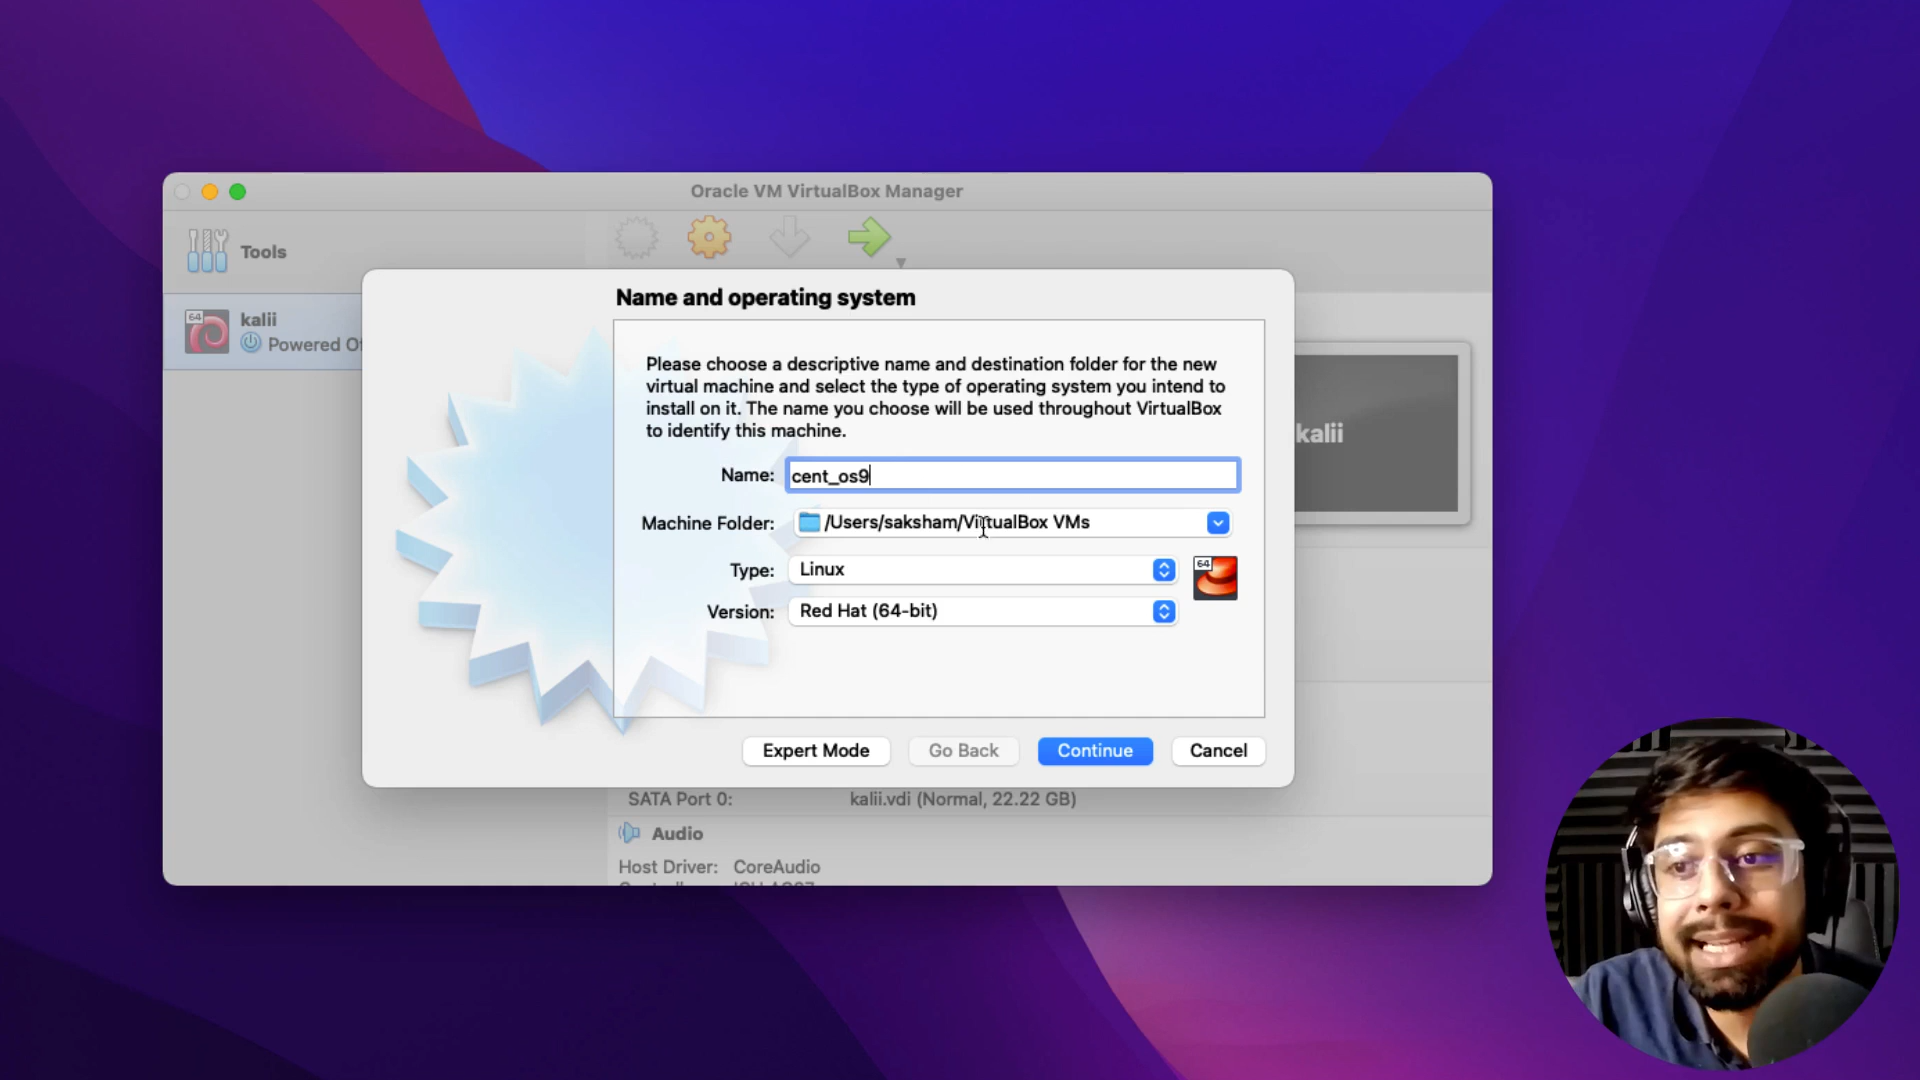 Oracle VM VirtualBox Manager
Tools
64
kalii
Powered Of
Name and operating system
Please choose a descriptive name and destination folder for the new
virtual machine and select the type of operating system you intend to
install on it. The name you choose will be used throughout VirtualBox
to identify this machine.
Name: cent_os9
Machine Folder: /Users/saksham/VirtualBox VMs
Type: Linux
64
Version: Red Hat (64-bit)
kalii
Expert Mode Go Back Continue Cancel
SATA Port 0: kalii.vdi (Normal, 22.22 GB)
Audio
Host Driver: CoreAudio